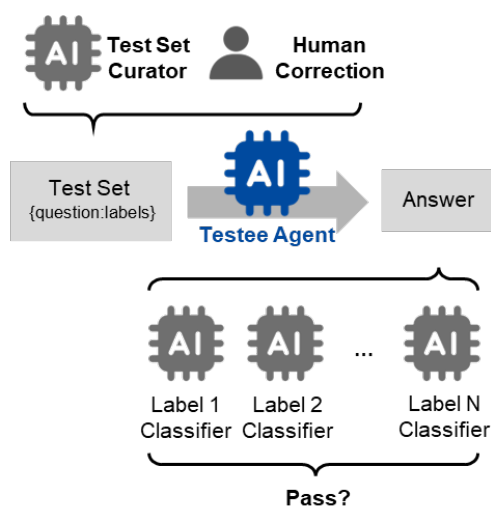 AI
Test Set
Curator
Human
Correction
Test Set
{question:labels}
AI
Testee Agent
Answer
AI
AI
...
AI
Label 1
Classifier
Label 2
Classifier
Label N
Classifier
Pass?